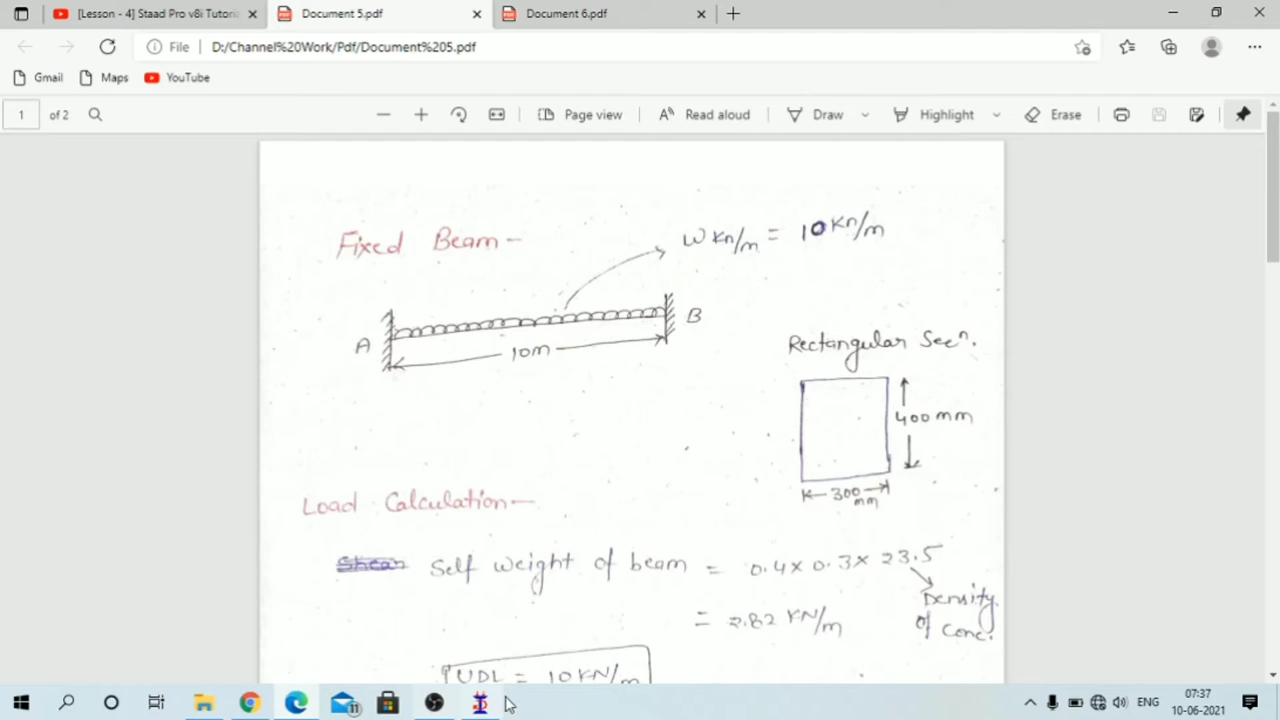 [Lesson - 4] Staad Pro v8i Tutoria
Document 5.pdf
Document 6.pdf
File
D:/Channel%20Work/Pdf/Document%205.pdf
Gmail
Maps
YouTube
1 of 2
Page view
Read aloud
Draw
Highlight
Erase
Fixed Beam-
W Kn/m = 10 Kn/m
A
B
10m
Rectangular Secn.
400 mm
300 mm
Load Calculation-
Shear Self weight of beam = 0.4 x 0.3 x 23.5
Density of Conc.
= 2.82 KN/m
UDL = 10 KN/m
11
ENG
07:37
10-06-2021